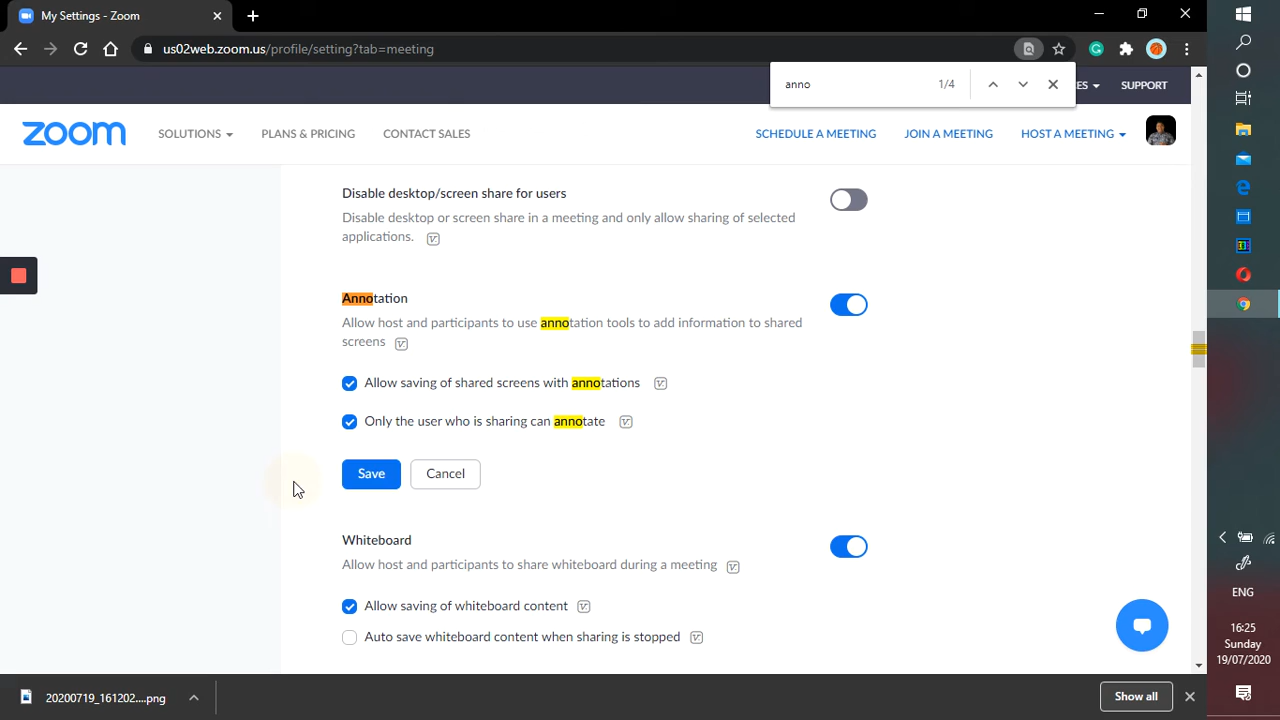 My Settings - Zoom
us02web.zoom.us/profile/setting?tab=meeting
anno 1/4
ES SUPPORT
zoom SOLUTIONS PLANS & PRICING CONTACT SALES SCHEDULE A MEETING JOIN A MEETING HOST A MEETING
Disable desktop/screen share for users
Disable desktop or screen share in a meeting and only allow sharing of selected
applications.
Annotation
Allow host and participants to use annotation tools to add information to shared
screens
Allow saving of shared screens with annotations
Only the user who is sharing can annotate
Save Cancel
Whiteboard
Allow host and participants to share whiteboard during a meeting
Allow saving of whiteboard content
Auto save whiteboard content when sharing is stopped
ENG
16:25
Sunday
19/07/2020
20200719_161202....png Show all